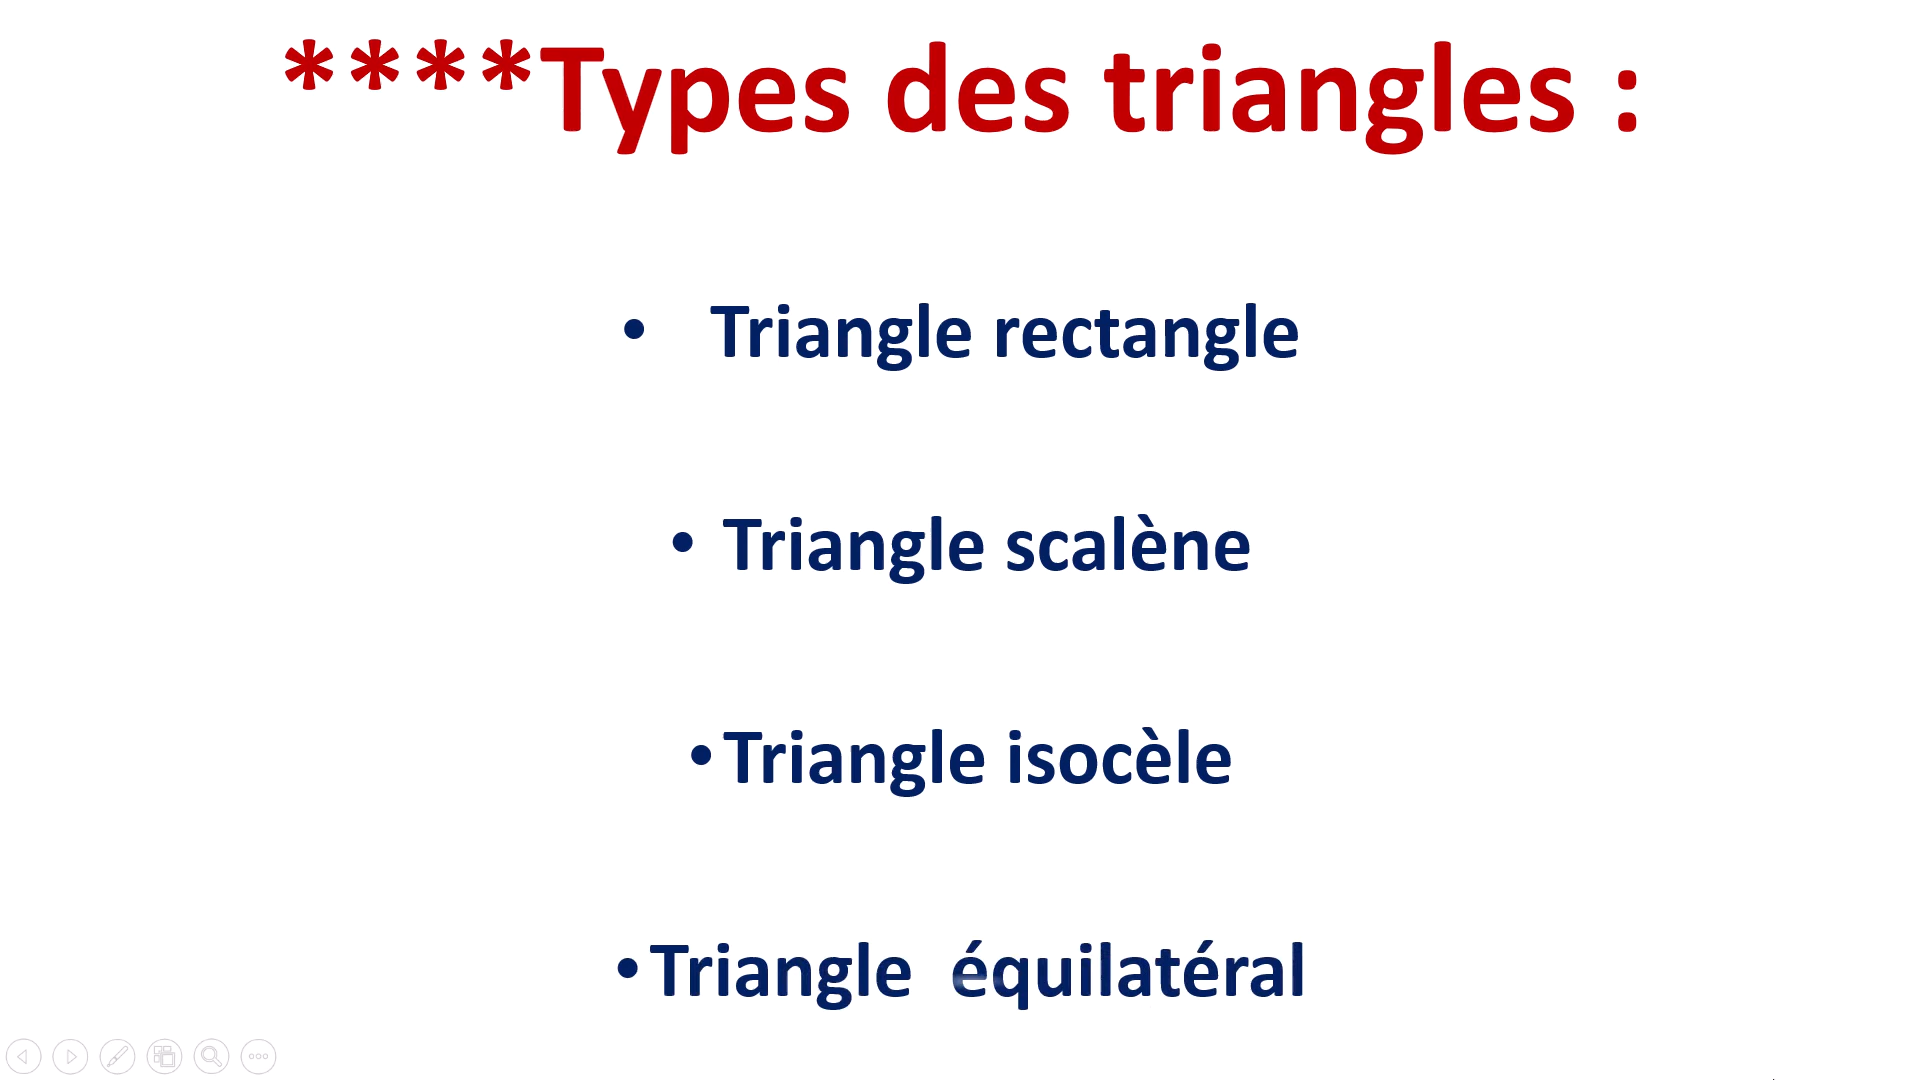 ****Types des triangles :
• Triangle rectangle
• Triangle scalène
• Triangle isocèle
• Triangle équilatéral